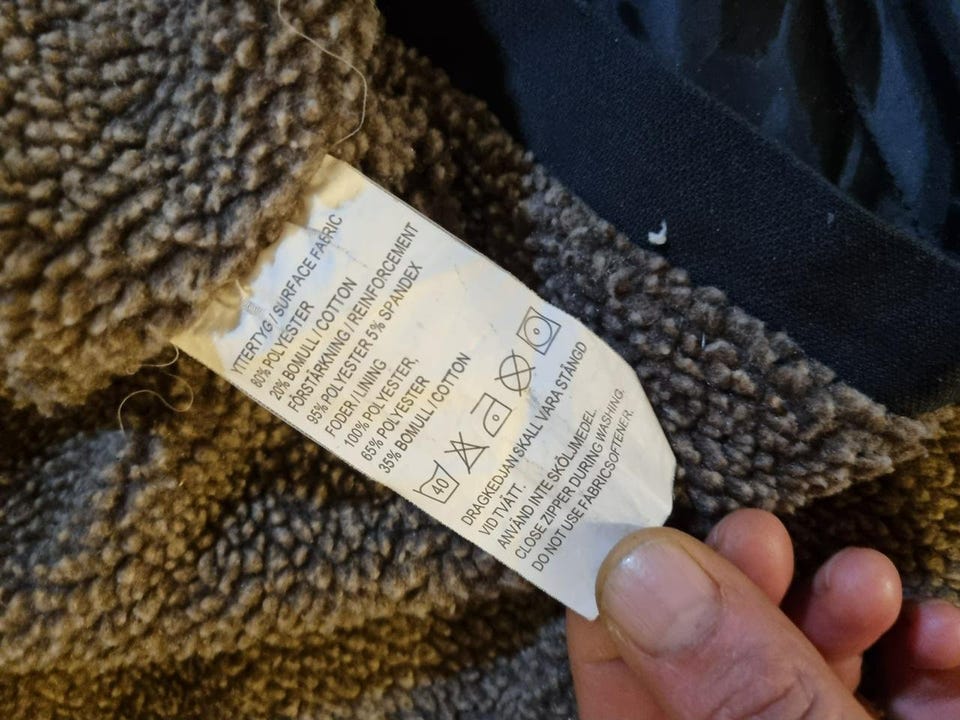 YTTERTYG / SURFACE FABRIC
80% POLYESTER
20% BOMULL / COTTON
FÖRSTÄRKNING / REINFORCEMENT
95% POLYESTER 5% SPANDEX
FODER / LINING
100% POLYESTER,
65% POLYESTER
35% BOMULL / COTTON
40
DRAGKEDJAN SKALL VARA STÄNGD
VID TVÄTT.
ANVÄND INTE SKÖLJMEDEL.
CLOSE ZIPPER DURING WASHING.
DO NOT USE FABRICSOFTENER.